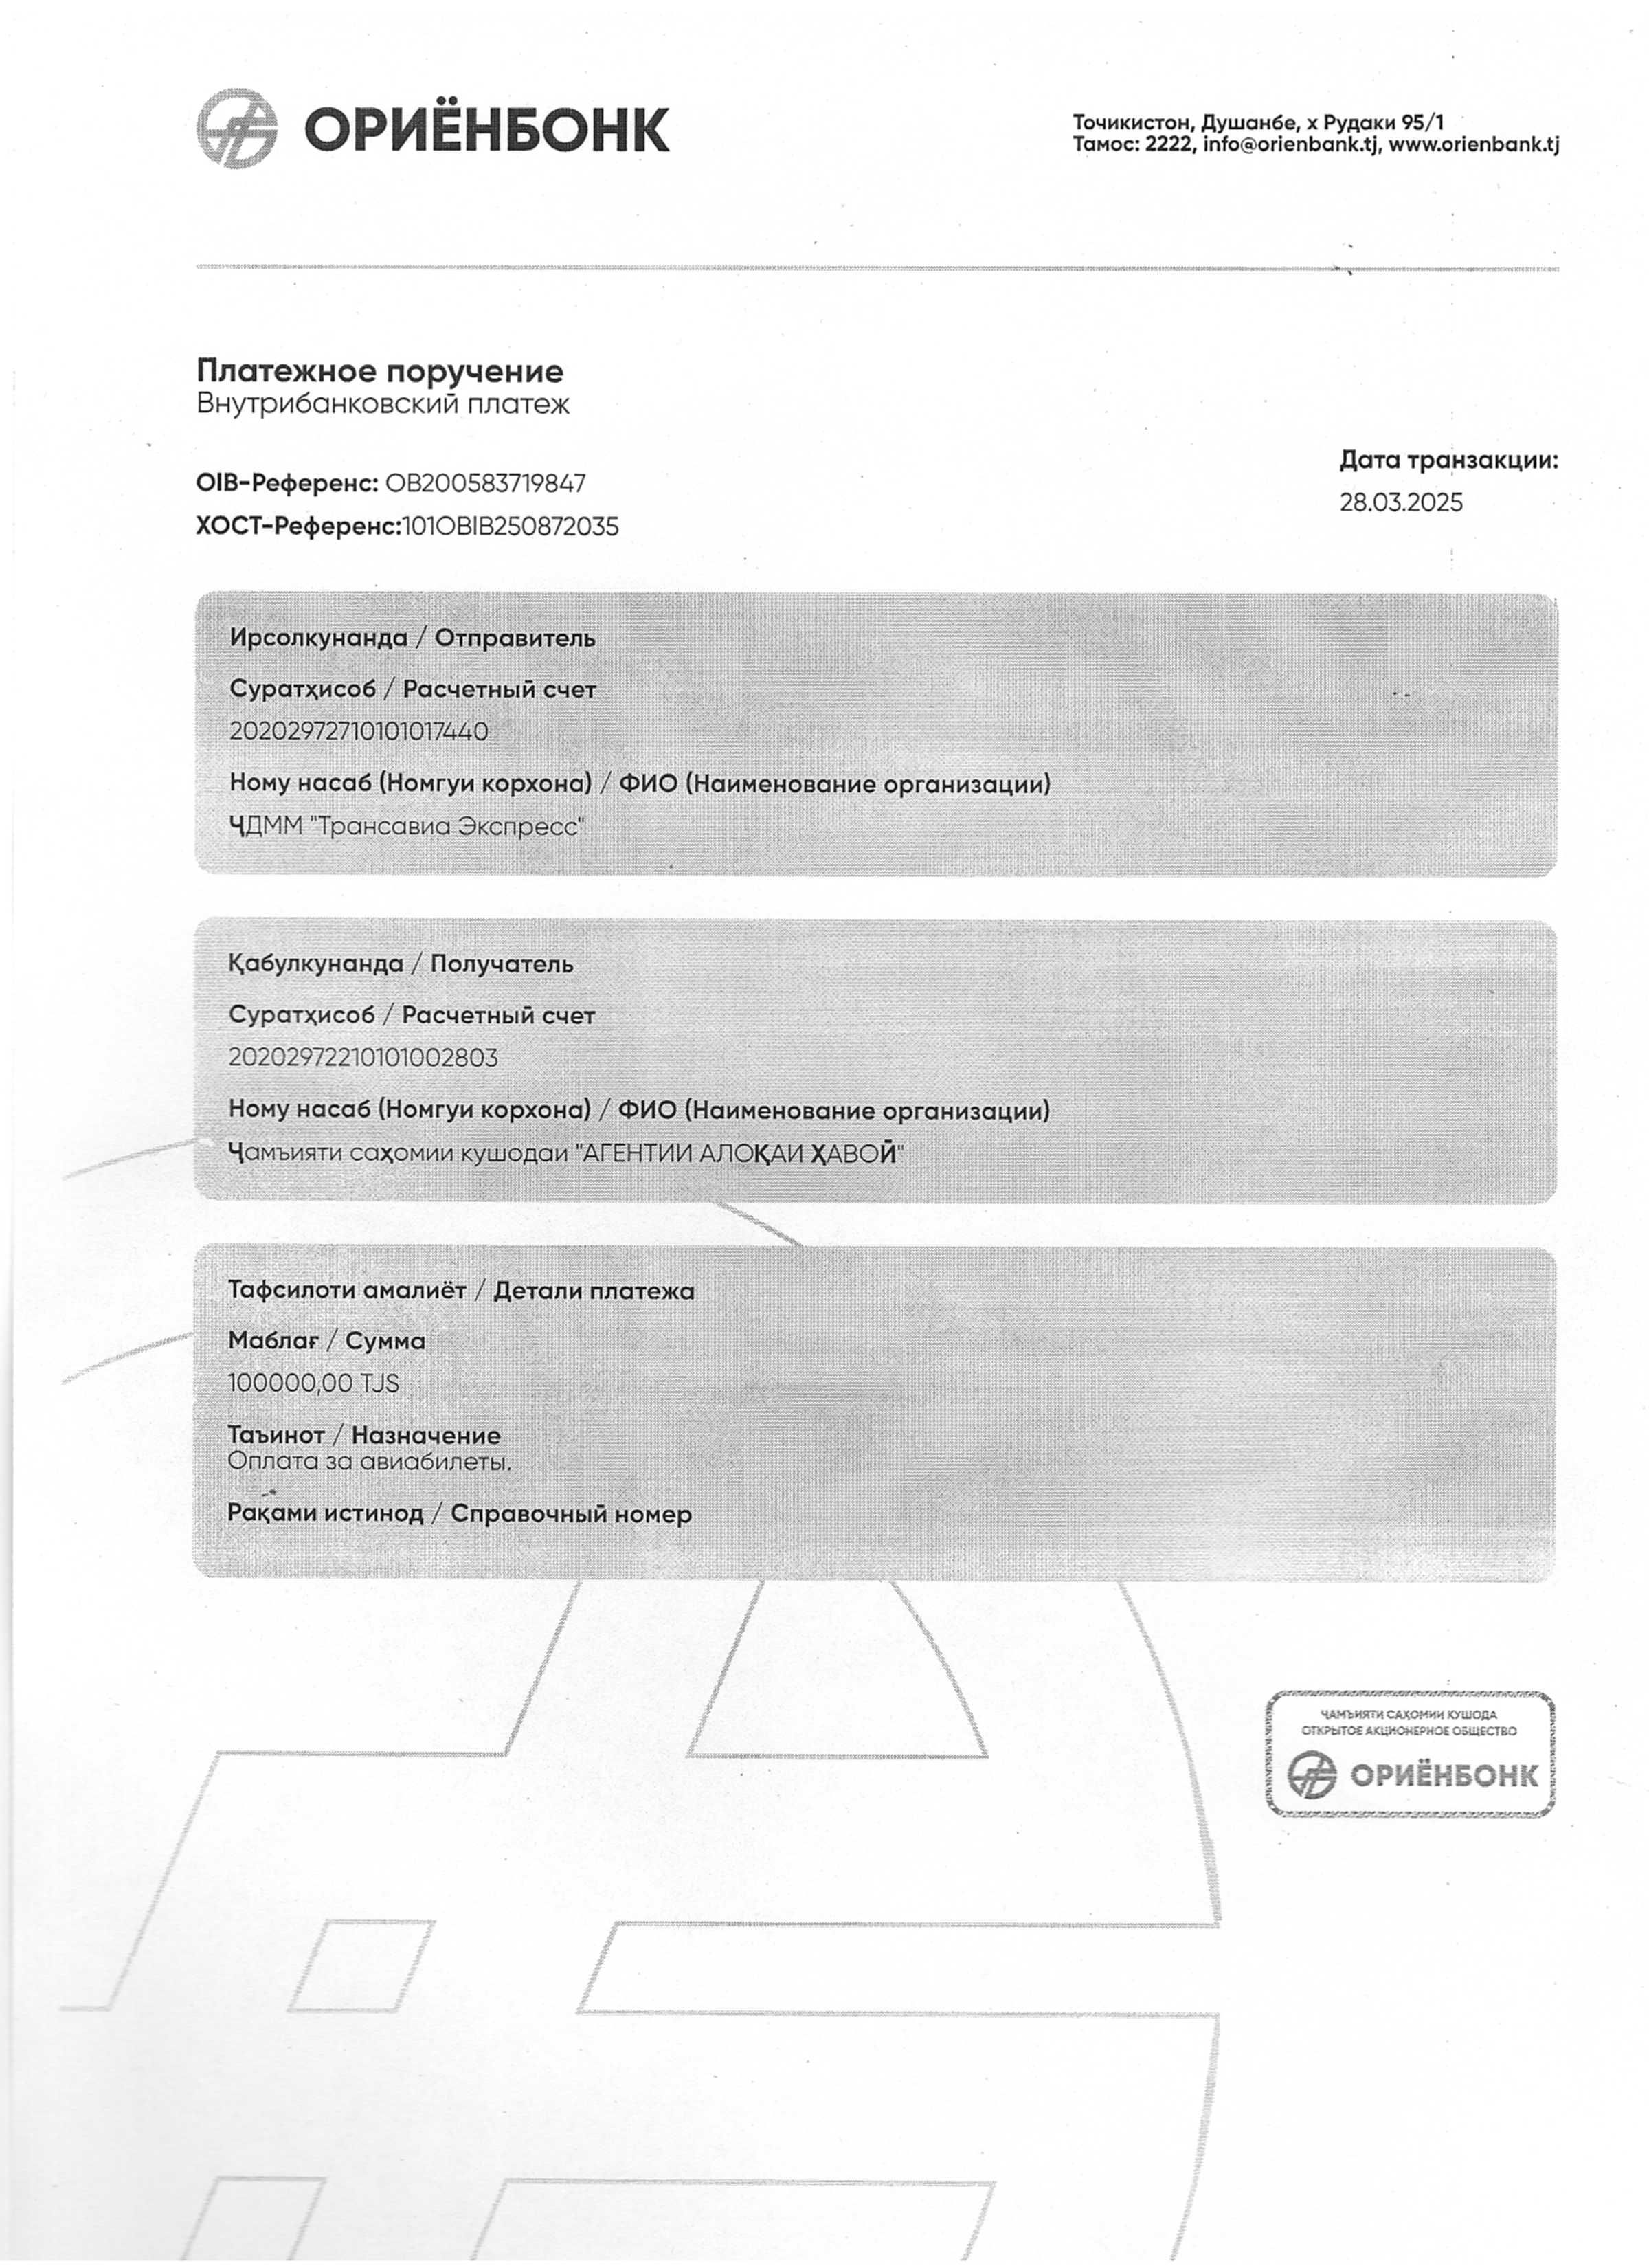 ОРИЁНБОНК
Тоҷикистон, Душанбе, х Рудаки 95/1
Тамос: 2222, info@orienbank.tj, www.orienbank.tj
Платежное поручение
Внутрибанковский платеж
OIB-Референс: OB200583719847
ХОСТ-Референс:101OBIB250872035
Дата транзакции:
28.03.2025
Ирсолкунанда / Отправитель
Суратҳисоб / Расчетный счет
20202972710101017440
Ному насаб (Номгуи корхона) / ФИО (Наименование организации)
ҶДММ "Трансавиа Экспресс"
Қабулкунанда / Получатель
Суратҳисоб / Расчетный счет
20202972210101002803
Ному насаб (Номгуи корхона) / ФИО (Наименование организации)
Ҷамъияти саҳомии кушодаи "АГЕНТИИ АЛОҚАИ ҲАВОӢ"
Тафсилоти амалиёт / Детали платежа
Маблағ / Сумма
100000,00 TJS
Таъинот / Назначение
Оплата за авиабилеты.
Рақами истинод / Справочный номер
ҶАМЪИЯТИ САҲОМИИ КУШОДА
ОТКРЫТОЕ АКЦИОНЕРНОЕ ОБЩЕСТВО
ОРИЁНБОНК